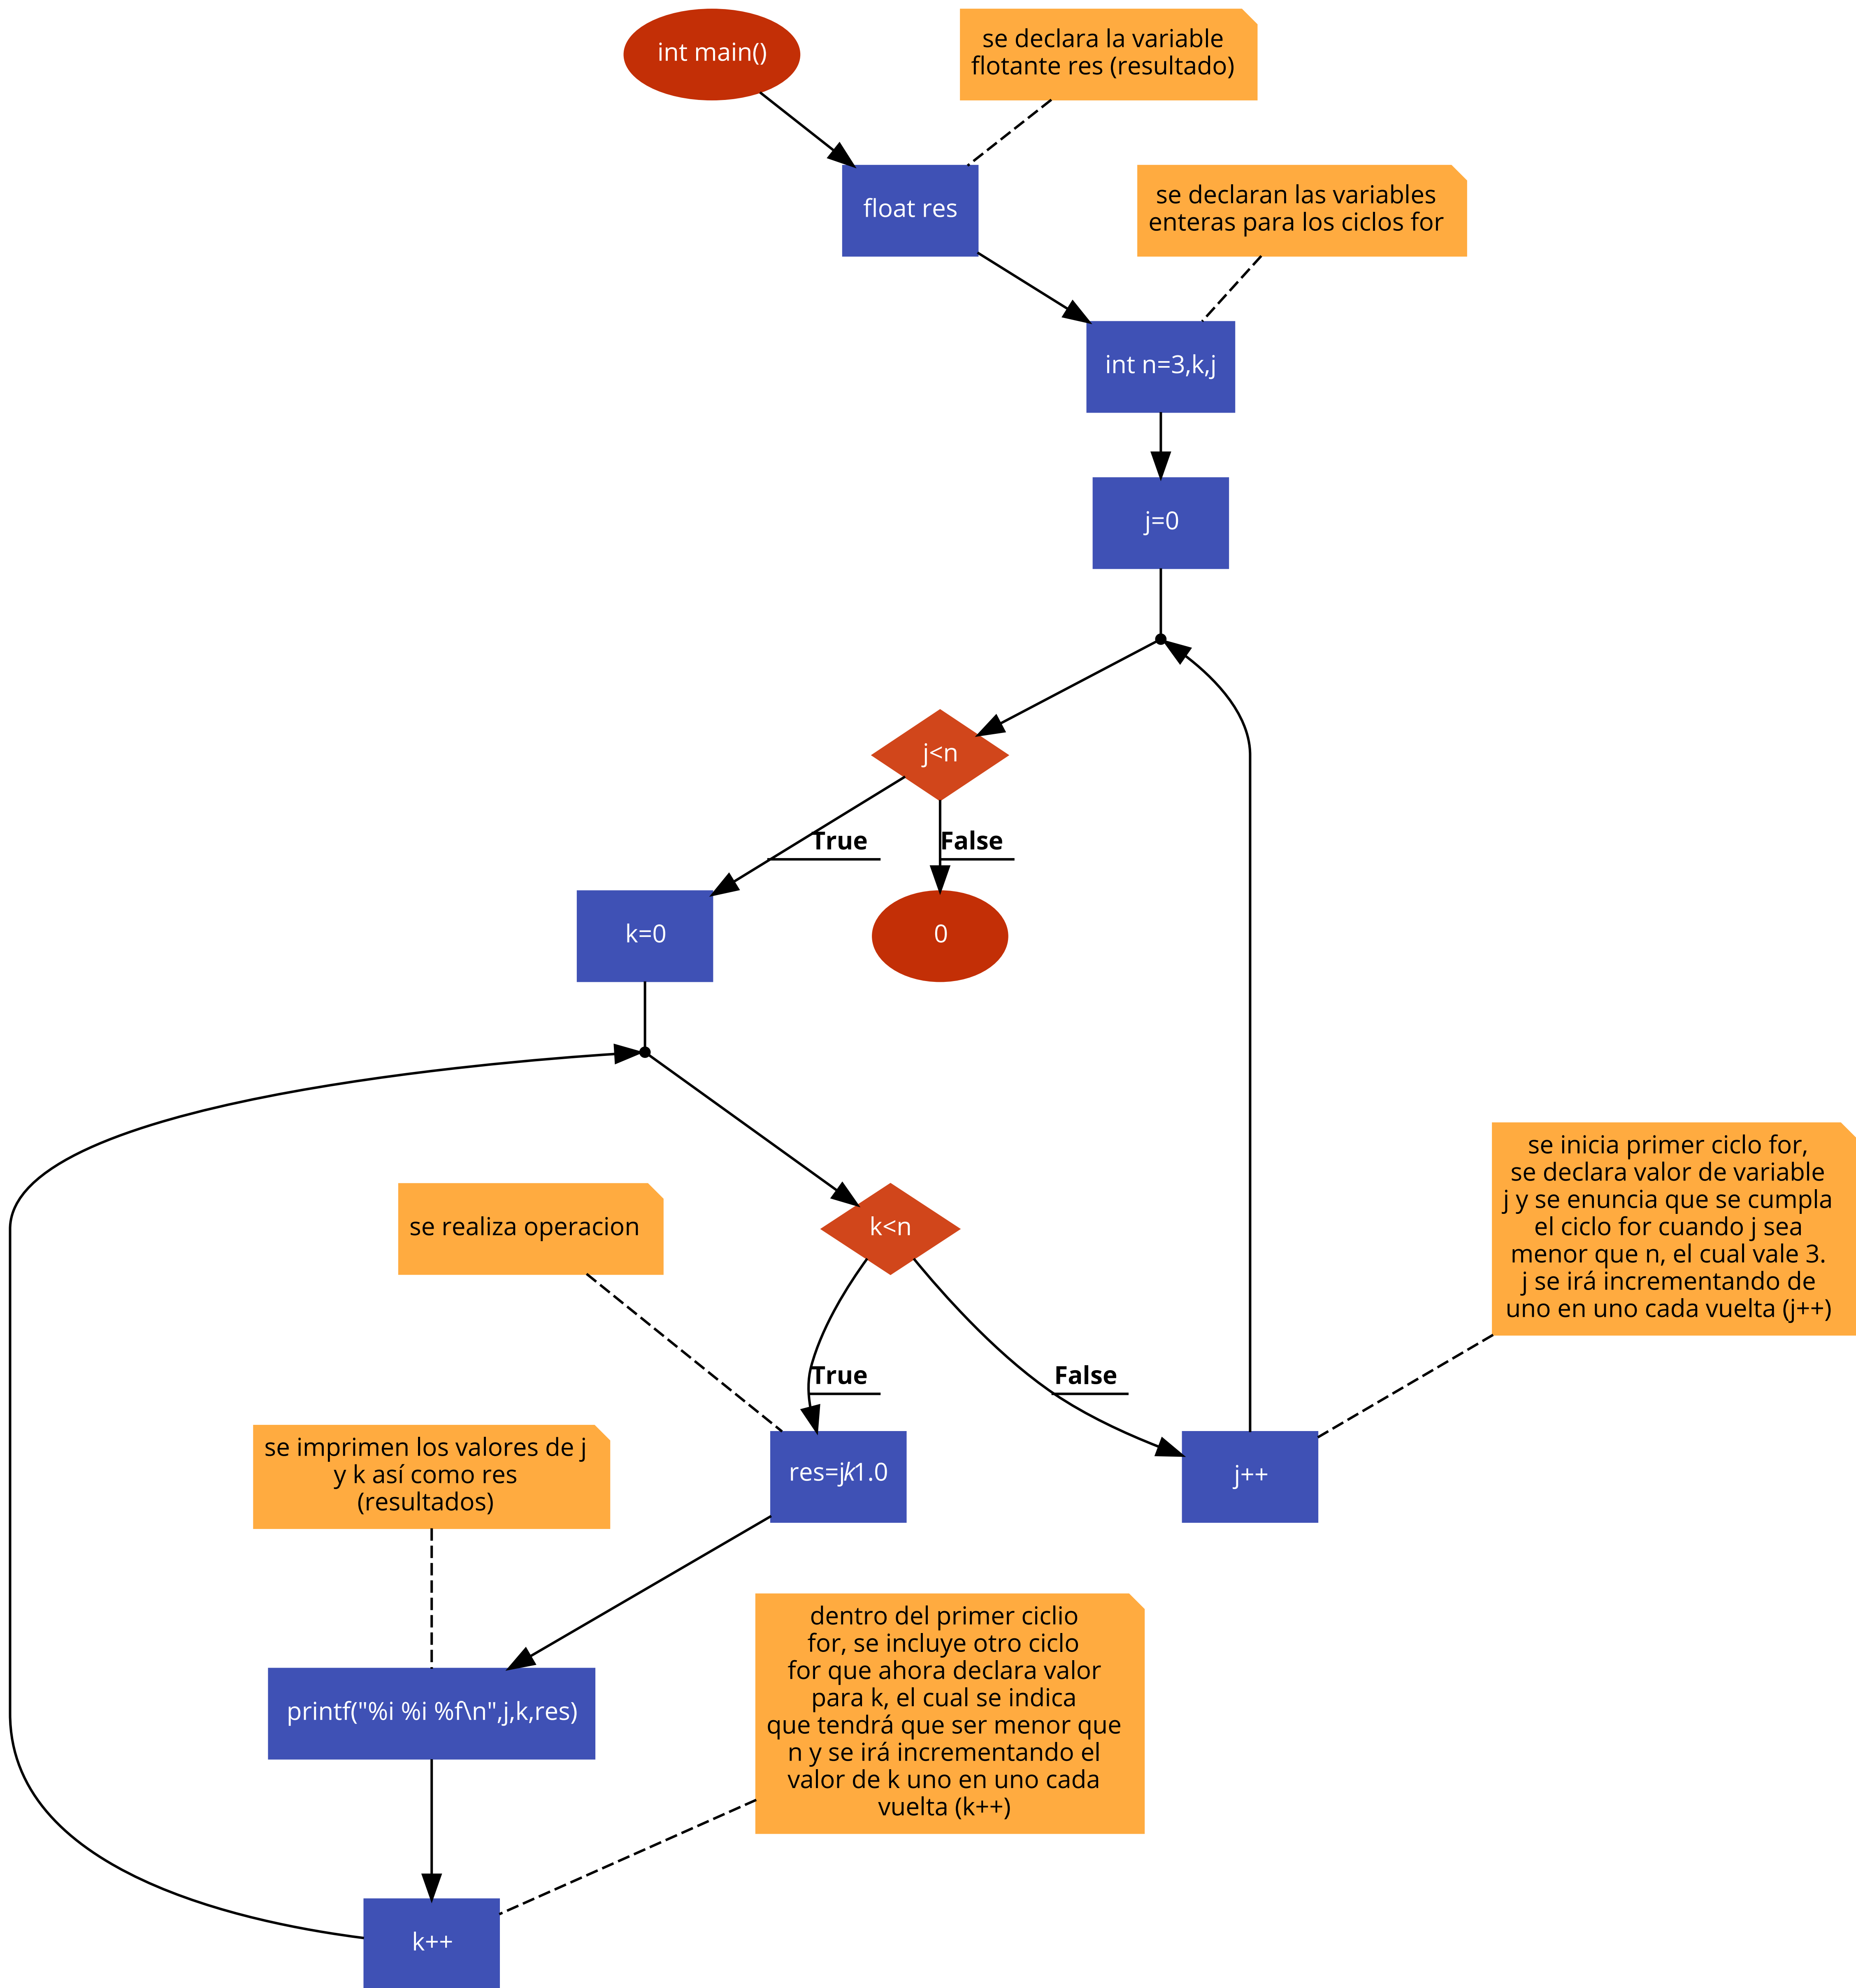 int main()
se declara la variable
flotante res (resultado)
float res
se declaran las variables
enteras para los ciclos for
int n=3,k,j
j=0
j<n
True
False
k=0
0
se inicia primer ciclo for,
se declara valor de variable
j y se enuncia que se cumpla
el ciclo for cuando j sea
menor que n, el cual vale 3.
j se irá incrementando de
uno en uno cada vuelta (j++)
se realiza operacion
k<n
True
False
se imprimen los valores de j
y k así como res
(resultados)
res=jk1.0
j++
dentro del primer ciclio
for, se incluye otro ciclo
for que ahora declara valor
para k, el cual se indica
que tendrá que ser menor que
n y se irá incrementando el
valor de k uno en uno cada
vuelta (k++)
printf("%i %i %f\n",j,k,res)
k++